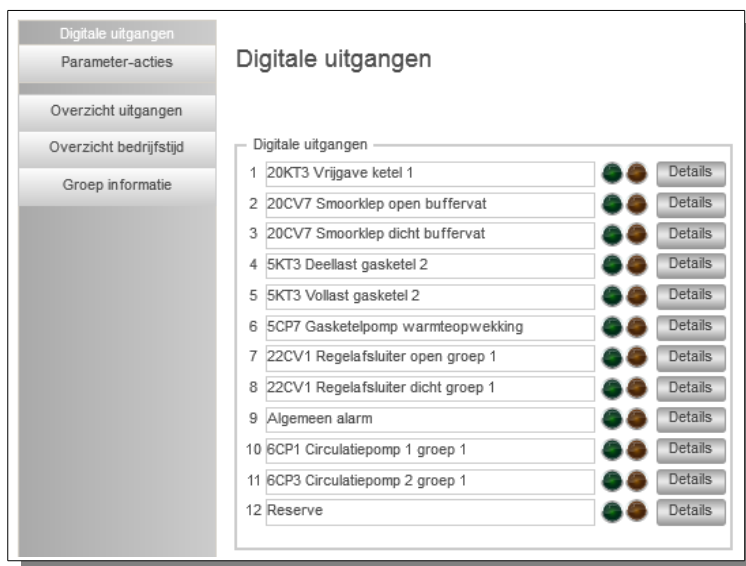 Digitale uitgangen
Parameter-acties
Overzicht uitgangen
Overzicht bedrijfstijd
Groep informatie
Digitale uitgangen
Digitale uitgangen
1 20KT3 Vrijgave ketel 1 Details
2 20CV7 Smoorklep open buffervat Details
3 20CV7 Smoorklep dicht buffervat Details
4 5KT3 Deellast gasketel 2 Details
5 5KT3 Vollast gasketel 2 Details
6 5CP7 Gasketelpomp warmteopwekking Details
7 22CV1 Regelafsluiter open groep 1 Details
8 22CV1 Regelafsluiter dicht groep 1 Details
9 Algemeen alarm Details
10 6CP1 Circulatiepomp 1 groep 1 Details
11 6CP3 Circulatiepomp 2 groep 1 Details
12 Reserve Details